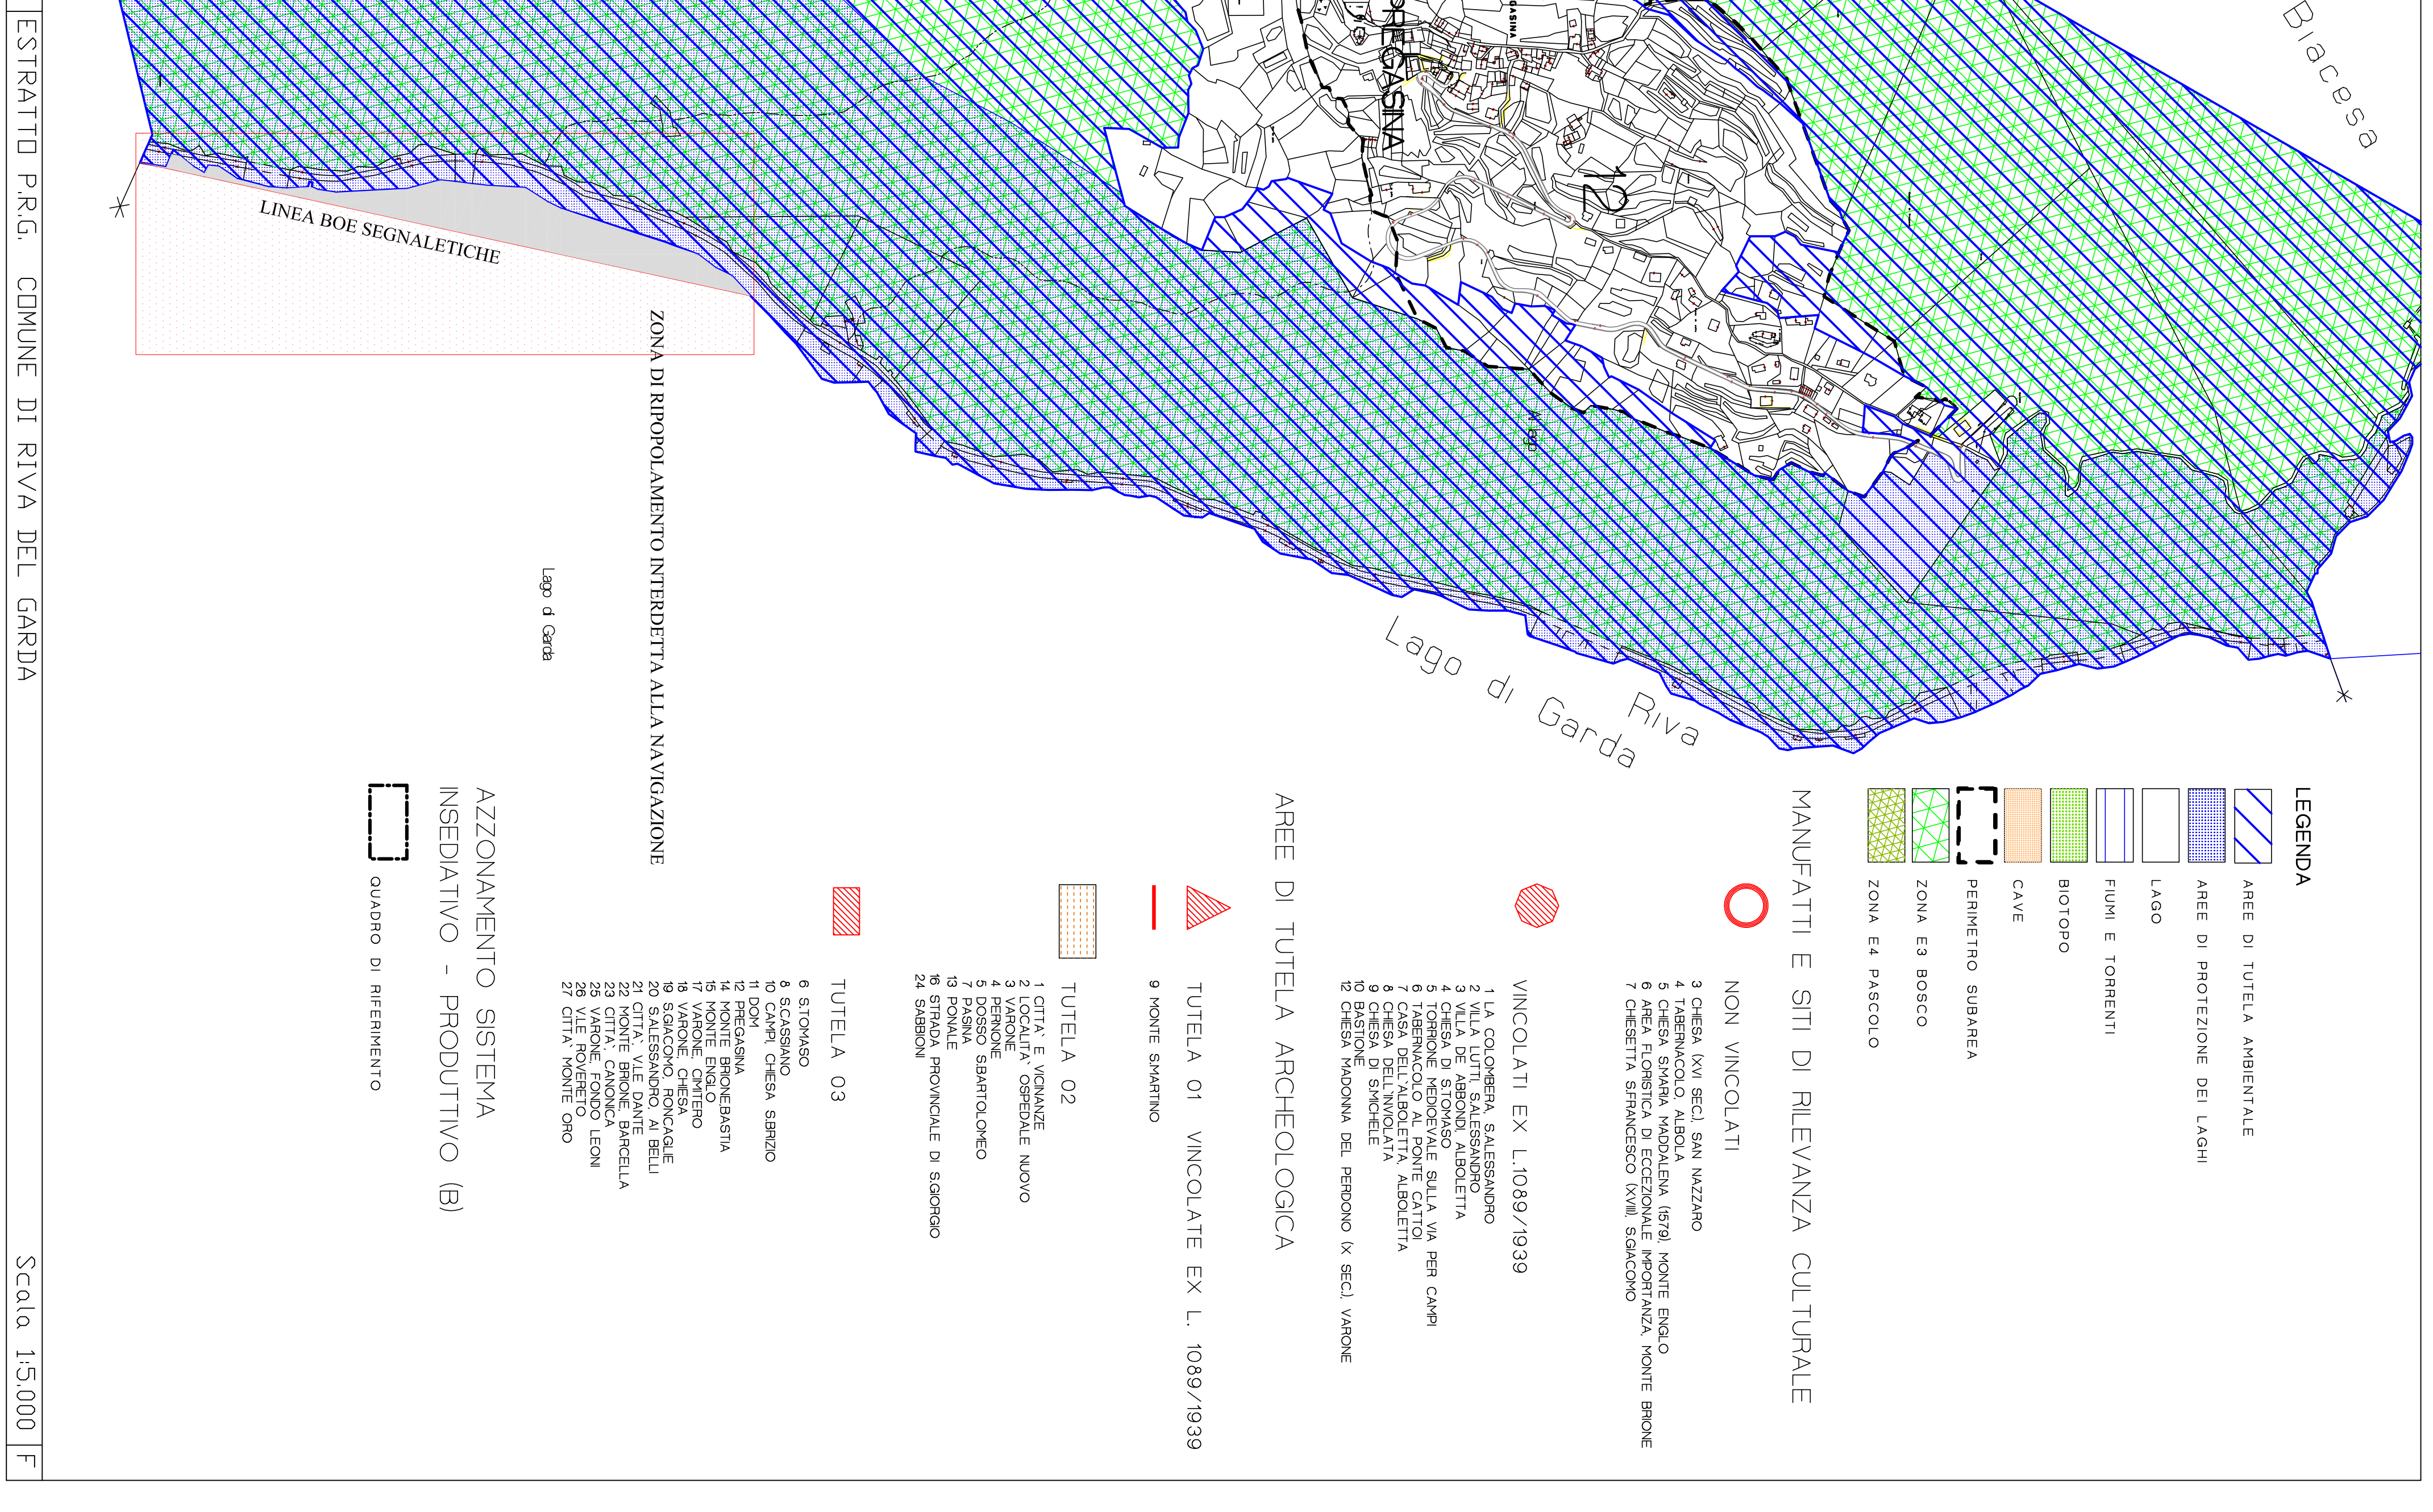 Biacesa
GASINA
PREGASINA
25
Al lago
Riva
Lago di Garda
LINEA BOE SEGNALETICHE
ZONA DI RIPOPOLAMENTO INTERDETTA ALLA NAVIGAZIONE
Lago di Garda
LEGENDA
AREE DI TUTELA AMBIENTALE
AREE DI PROTEZIONE DEI LAGHI
LAGO
FIUMI E TORRENTI
BIOTOPO
CAVE
PERIMETRO SUBAREA
ZONA E3 BOSCO
ZONA E4 PASCOLO
MANUFATTI E SITI DI RILEVANZA CULTURALE
NON VINCOLATI
3 CHIESA (XVI SEC.), SAN NAZZARO
4 TABERNACOLO, ALBOLA
5 CHIESA S.MARIA MADDALENA (1579), MONTE ENGLO
6 AREA FLORISTICA DI ECCEZIONALE IMPORTANZA, MONTE BRIONE
7 CHIESETTA S.FRANCESCO (XVIII), S.GIACOMO
VINCOLATI EX L.1089/1939
1 LA COLOMBERA, S.ALESSANDRO
2 VILLA LUTTI, S.ALESSANDRO
3 VILLA DE ABBONDI, ALBOLETTA
4 CHIESA DI S.TOMASO
5 TORRIONE MEDIOEVALE SULLA VIA PER CAMPI
6 TABERNACOLO AL PONTE CATTOI
7 CASA DELL'ALBOLETTA, ALBOLETTA
8 CHIESA DELL'INVIOLATA
9 CHIESA DI S.MICHELE
10 BASTIONE
12 CHIESA MADONNA DEL PERDONO (X SEC.), VARONE
AREE DI TUTELA ARCHEOLOGICA
TUTELA 01 VINCOLATE EX L. 1089/1939
9 MONTE S.MARTINO
TUTELA 02
1 CITTA` E VICINANZE
2 LOCALITA` OSPEDALE NUOVO
3 VARONE
4 PERNONE
5 DOSSO S.BARTOLOMEO
7 PASINA
13 PONALE
16 STRADA PROVINCIALE DI S.GIORGIO
24 SABBIONI
TUTELA 03
6 S.TOMASO
8 S.CASSIANO
10 CAMPI, CHIESA S.BRIZIO
11 DOM
12 PREGASINA
14 MONTE BRIONE,BASTIA
15 MONTE ENGLO
17 VARONE, CIMITERO
18 VARONE, CHIESA
19 S.GIACOMO, RONCAGLIE
20 S.ALESSANDRO, AI BELLI
21 CITTA`, V.LE DANTE
22 MONTE BRIONE, BARCELLA
23 CITTA`, CANONICA
25 VARONE, FONDO LEONI
26 V.LE ROVERETO
27 CITTA` MONTE ORO
AZZONAMENTO SISTEMA
INSEDIATIVO - PRODUTTIVO (B)
QUADRO DI RIFERIMENTO
ESTRATTO P.R.G. COMUNE DI RIVA DEL GARDA
Scala 1:5.000 F